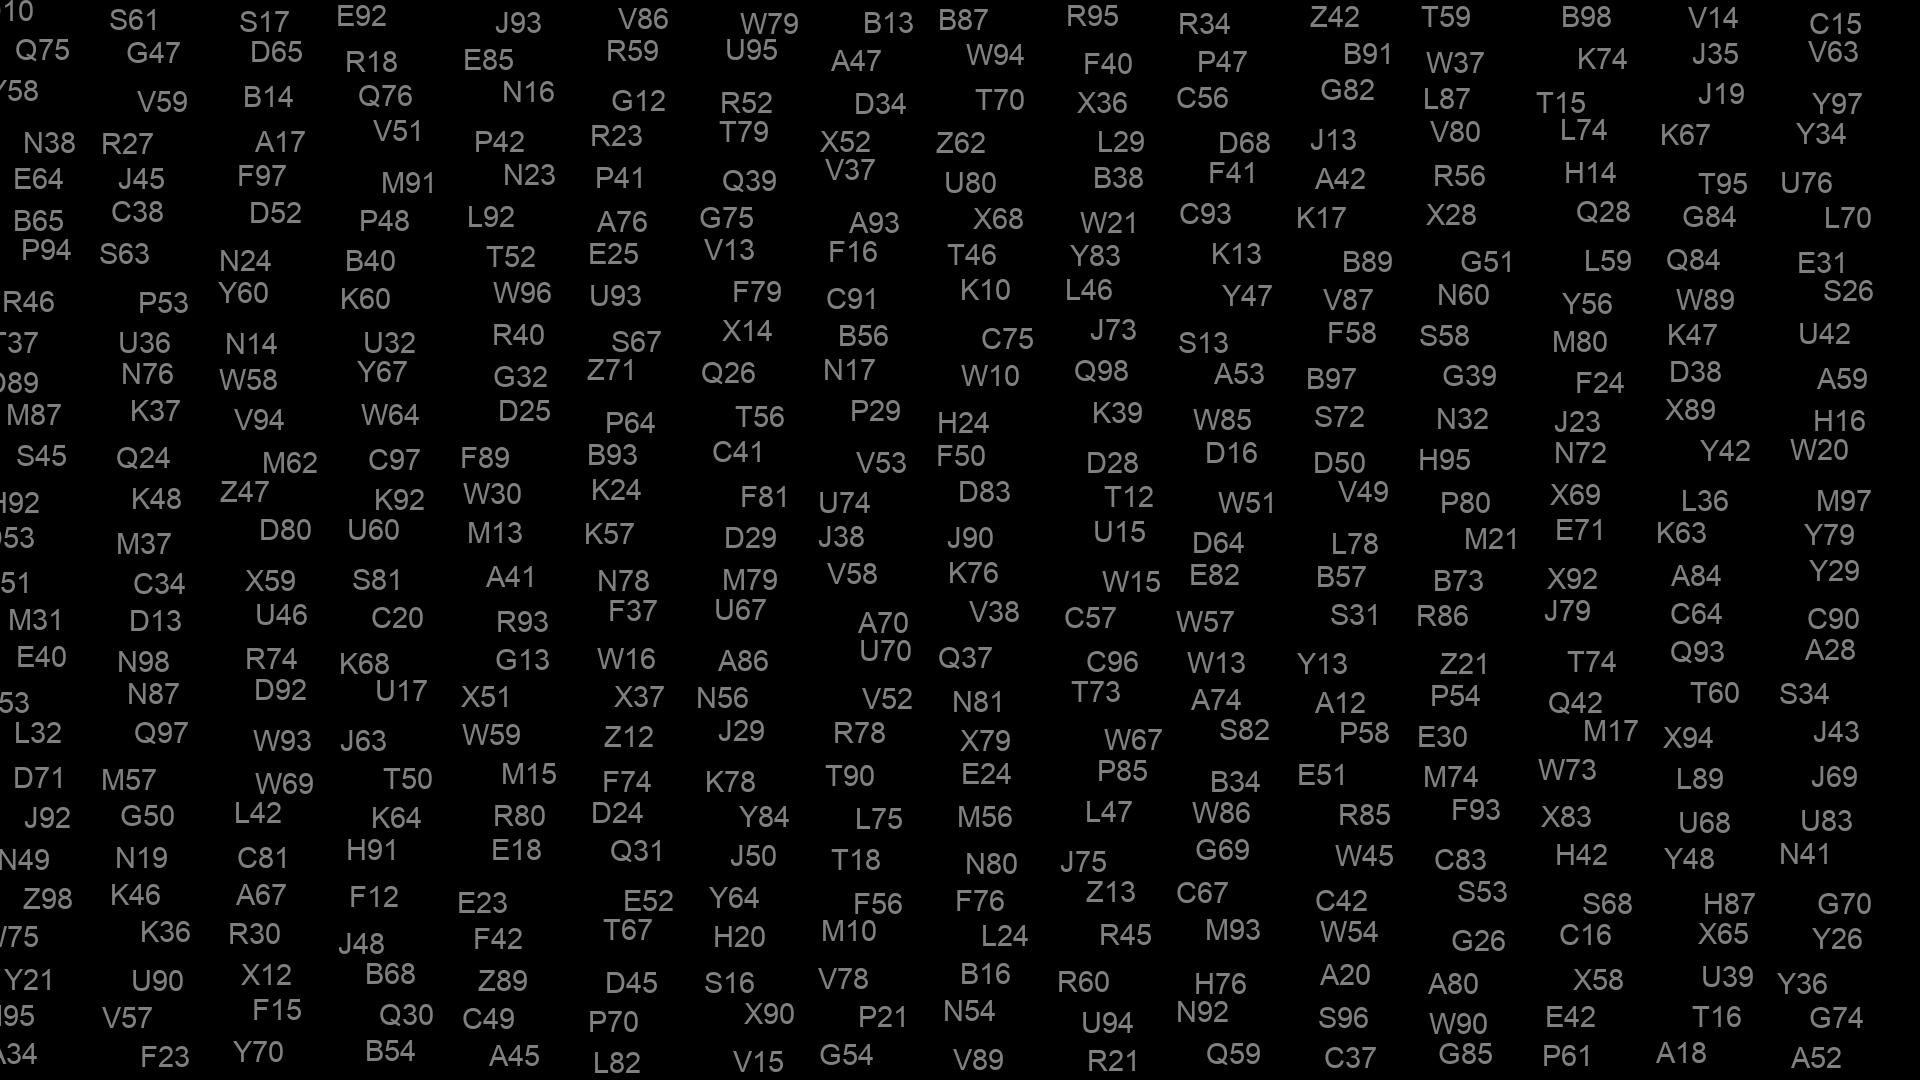 10 S61 S17 E92 J93 V86 W79 B13 B87 R95 R34 Z42 T59 B98 V14 C15
Q75 G47 D65 R18 E85 R59 U95 A47 W94 F40 P47 B91 W37 K74 J35 V63
Y58 V59 B14 Q76 N16 G12 R52 D34 T70 X36 C56 G82 L87 T15 J19 Y97
N38 R27 A17 V51 P42 R23 T79 X52 Z62 L29 D68 J13 V80 L74 K67 Y34
E64 J45 F97 M91 N23 P41 Q39 V37 U80 B38 F41 A42 R56 H14 T95 U76
B65 C38 D52 P48 L92 A76 G75 A93 X68 W21 C93 K17 X28 Q28 G84 L70
P94 S63 N24 B40 T52 E25 V13 F16 T46 Y83 K13 B89 G51 L59 Q84 E31
R46 P53 Y60 K60 W96 U93 F79 C91 K10 L46 Y47 V87 N60 Y56 W89 S26
T37 U36 N14 U32 R40 S67 X14 B56 C75 J73 S13 F58 S58 M80 K47 U42
89 N76 W58 Y67 G32 Z71 Q26 N17 W10 Q98 A53 B97 G39 F24 D38 A59
M87 K37 V94 W64 D25 P64 T56 P29 H24 K39 W85 S72 N32 J23 X89 H16
S45 Q24 M62 C97 F89 B93 C41 V53 F50 D28 D16 D50 H95 N72 Y42 W20
H92 K48 Z47 K92 W30 K24 F81 U74 D83 T12 W51 V49 P80 X69 L36 M97
53 M37 D80 U60 M13 K57 D29 J38 J90 U15 D64 L78 M21 E71 K63 Y79
51 C34 X59 S81 A41 N78 M79 V58 K76 W15 E82 B57 B73 X92 A84 Y29
M31 D13 U46 C20 R93 F37 U67 A70 V38 C57 W57 S31 R86 J79 C64 C90
E40 N98 R74 K68 G13 W16 A86 U70 Q37 C96 W13 Y13 Z21 T74 Q93 A28
53 N87 D92 U17 X51 X37 N56 V52 N81 T73 A74 A12 P54 Q42 T60 S34
L32 Q97 W93 J63 W59 Z12 J29 R78 X79 W67 S82 P58 E30 M17 X94 J43
D71 M57 W69 T50 M15 F74 K78 T90 E24 P85 B34 E51 M74 W73 L89 J69
J92 G50 L42 K64 R80 D24 Y84 L75 M56 L47 W86 R85 F93 X83 U68 U83
N49 N19 C81 H91 E18 Q31 J50 T18 N80 J75 G69 W45 C83 H42 Y48 N41
Z98 K46 A67 F12 E23 E52 Y64 F56 F76 Z13 C67 C42 S53 S68 H87 G70
W75 K36 R30 J48 F42 T67 H20 M10 L24 R45 M93 W54 G26 C16 X65 Y26
Y21 U90 X12 B68 Z89 D45 S16 V78 B16 R60 H76 A20 A80 X58 U39 Y36
95 V57 F15 Q30 C49 P70 X90 P21 N54 U94 N92 S96 W90 E42 T16 G74
A34 F23 Y70 B54 A45 L82 V15 G54 V89 R21 Q59 C37 G85 P61 A18 A52